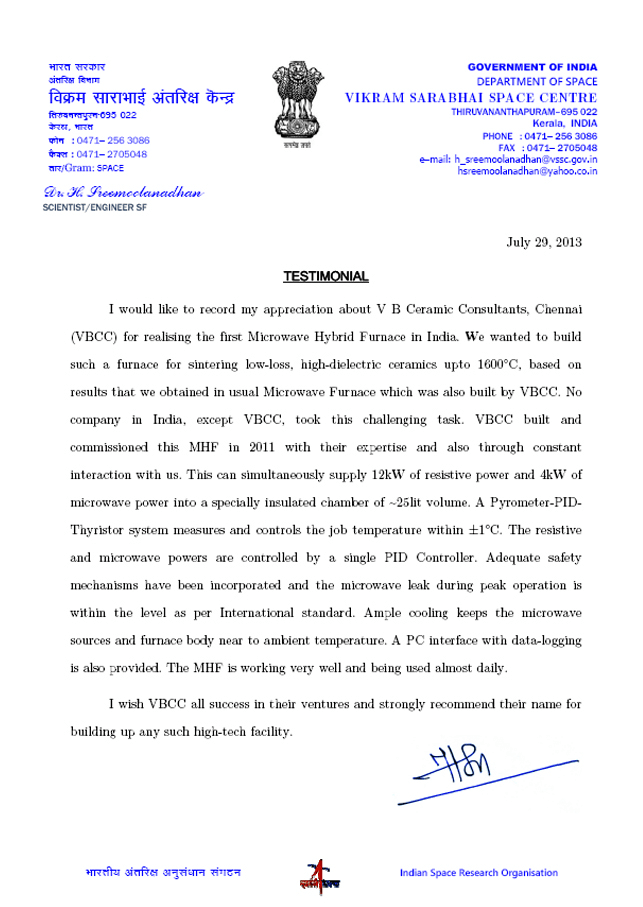 भारत सरकार
अंतरिक्ष विभाग
विक्रम साराभाई अंतरिक्ष केन्द्र
तिरुवनन्तपुरम-695 022
केरल, भारत
फोन : 0471– 256 3086
फैक्स : 0471– 2705048
तार/Gram: SPACE
Dr. H. Sreemoolanadhan
SCIENTIST/ENGINEER SF
सत्यमेव जयते
GOVERNMENT OF INDIA
DEPARTMENT OF SPACE
VIKRAM SARABHAI SPACE CENTRE
THIRUVANANTHAPURAM–695 022
Kerala, INDIA
PHONE : 0471– 256 3086
FAX : 0471– 2705048
e–mail: h_sreemoolanadhan@vssc.gov.in
hsreemoolanadhan@yahoo.co.in
July 29, 2013
TESTIMONIAL
I would like to record my appreciation about V B Ceramic Consultants, Chennai
(VBCC) for realising the first Microwave Hybrid Furnace in India. We wanted to build
such a furnace for sintering low-loss, high-dielectric ceramics upto 1600°C, based on
results that we obtained in usual Microwave Furnace which was also built by VBCC. No
company in India, except VBCC, took this challenging task. VBCC built and
commissioned this MHF in 2011 with their expertise and also through constant
interaction with us. This can simultaneously supply 12kW of resistive power and 4kW of
microwave power into a specially insulated chamber of ~25lit volume. A Pyrometer-PID-
Thyristor system measures and controls the job temperature within ±1°C. The resistive
and microwave powers are controlled by a single PID Controller. Adequate safety
mechanisms have been incorporated and the microwave leak during peak operation is
within the level as per International standard. Ample cooling keeps the microwave
sources and furnace body near to ambient temperature. A PC interface with data-logging
is also provided. The MHF is working very well and being used almost daily.
I wish VBCC all success in their ventures and strongly recommend their name for
building up any such high-tech facility.
भारतीय अंतरिक्ष अनुसंधान संगठन
Indian Space Research Organisation